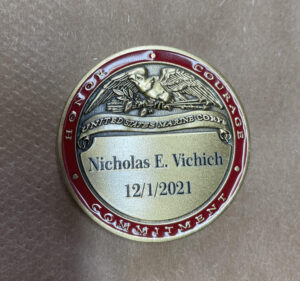 HONOR
COURAGE
UNITED STATES MARINE CORPS
Nicholas E. Vichich
12/1/2021
COMMITMENT